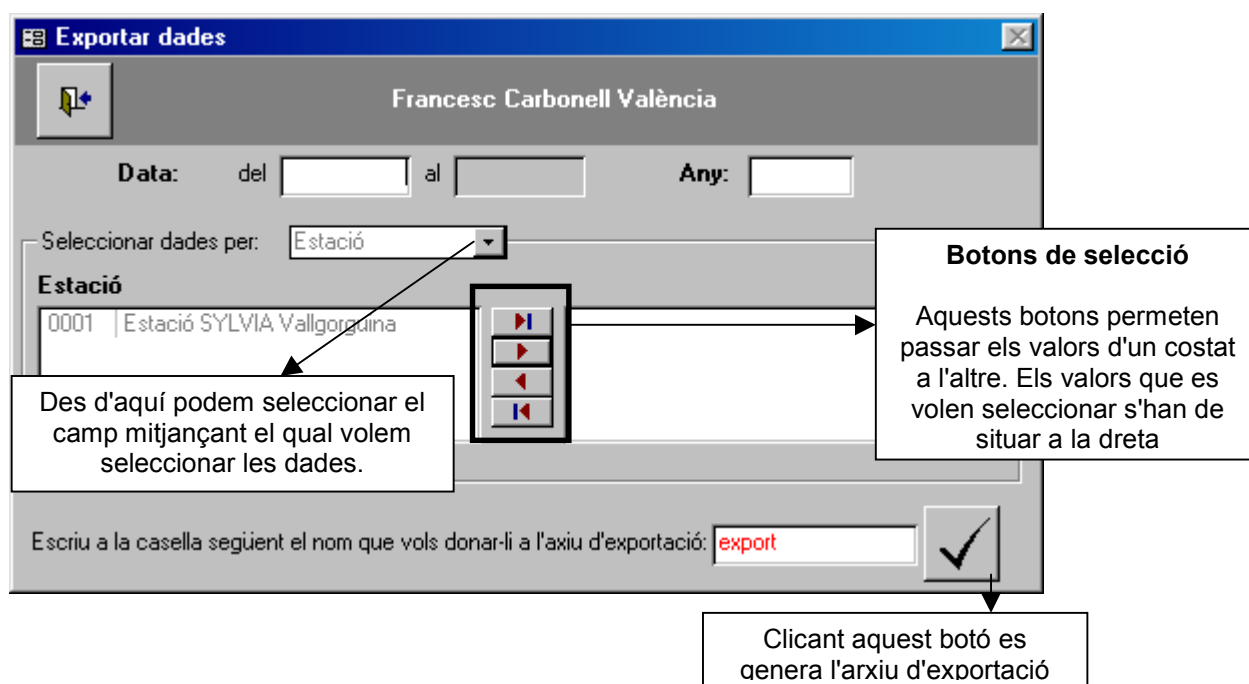 Exportar dades
Francesc Carbonell València
Data: del al Any:
Seleccionar dades per: Estació
Estació
0001 Estació SYLVIA Vallgorguina
Botons de selecció
Aquests botons permeten
passar els valors d'un costat
a l'altre. Els valors que es
volen seleccionar s'han de
situar a la dreta
Des d'aquí podem seleccionar el
camp mitjançant el qual volem
seleccionar les dades.
Escriu a la casella següent el nom que vols donar-li a l'axiu d'exportació: export
Clicant aquest botó es
genera l'arxiu d'exportació